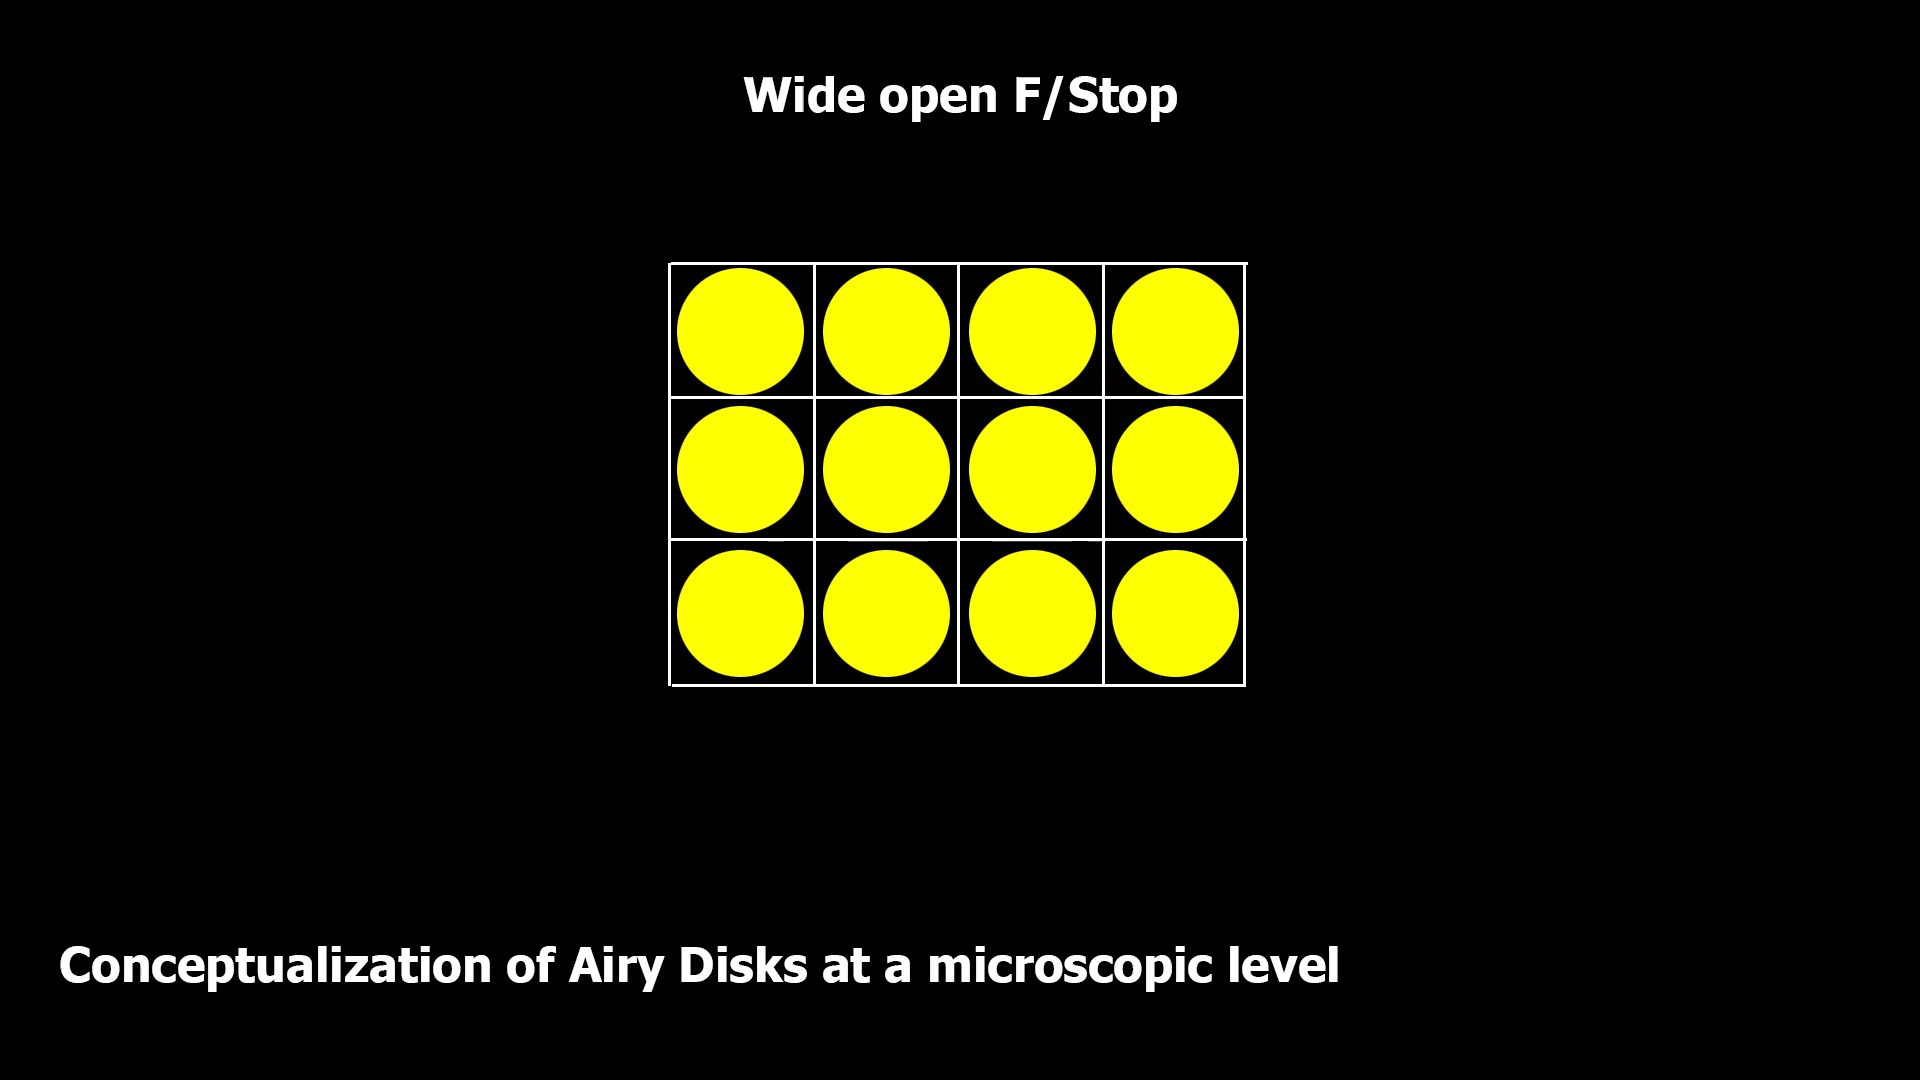 Wide open F/Stop
Conceptualization of Airy Disks at a microscopic level